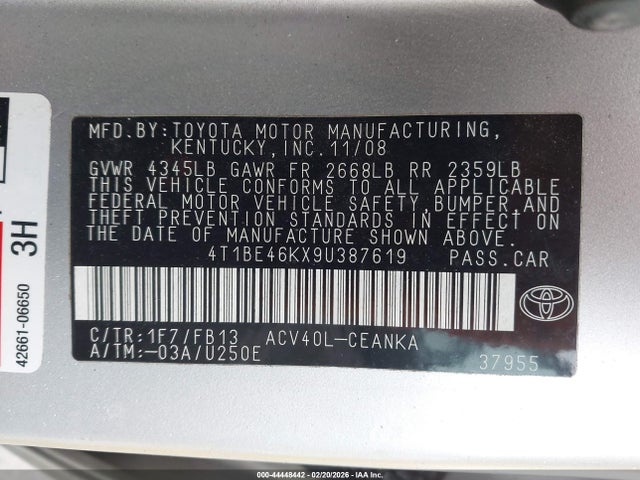 MFD.BY:TOYOTA MOTOR MANUFACTURING,
KENTUCKY,INC.11/08
GVWR 4345LB GAWR FR 2668LB RR 2359LB
THIS VEHICLE CONFORMS TO ALL APPLICABLE
FEDERAL MOTOR VEHICLE SAFETY,BUMPER,AND
THEFT PREVENTION STANDARDS IN EFFECT ON
THE DATE OF MANUFACTURE SHOWN ABOVE.
4T1BE46KX9U387619 PASS.CAR
C/TR:1F7/FB13 ACV40L-CEANKA
A/TM:-03A/U250E
37955
42661-06650
3H
000-44448442 - 02/20/2026 - IAA Inc.